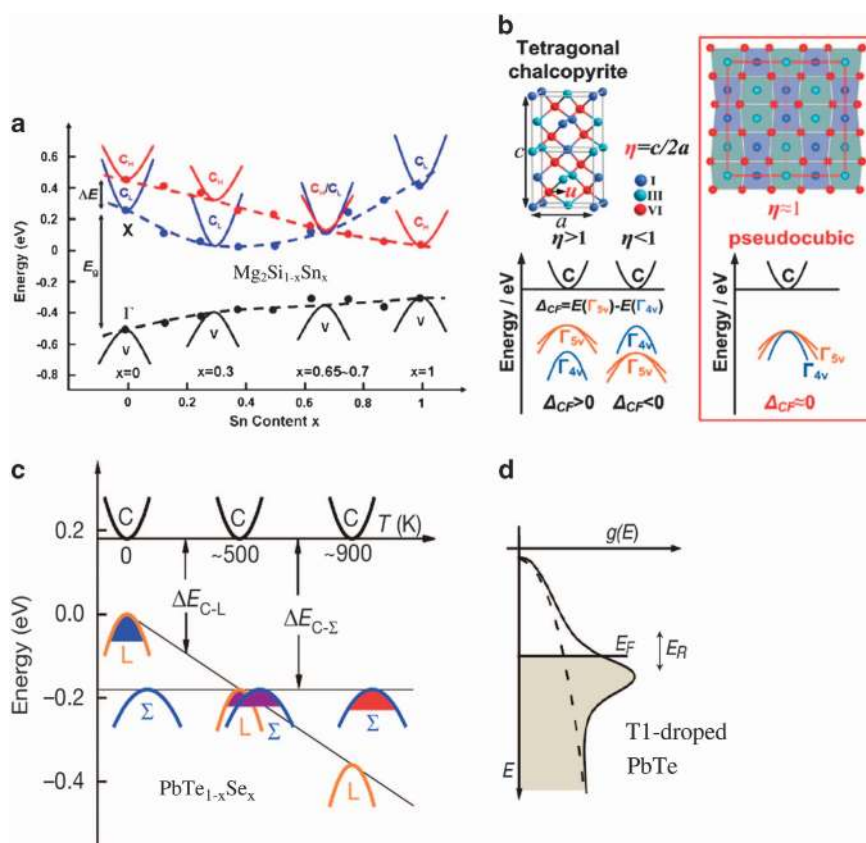 a
Energy (eV)
0.6
0.4
0.2
0.0
-0.2
-0.4
-0.6
-0.8
ΔE
E_g
C_H
C_L
X
Γ
V
C_H
C_L
V
C_H/C_L
V
C_L
C_H
V
Mg₂Si₁₋ₓSnₓ
x=0
x=0.3
x=0.65~0.7
x=1
0.0
0.2
0.4
0.6
0.8
1.0
Sn Content x
b
Tetragonal
chalcopyrite
c
a
u
η=c/2a
I
III
VI
η>1
η<1
η≈1
pseudocubic
Energy / eV
C
C
Δ_CF=E(Γ₅ᵥ)-E(Γ₄ᵥ)
Γ₅ᵥ
Γ₄ᵥ
Γ₄ᵥ
Γ₅ᵥ
Δ_CF>0
Δ_CF<0
Energy / eV
C
Γ₅ᵥ
Γ₄ᵥ
Δ_CF≈0
c
Energy (eV)
0.2
0.0
-0.2
-0.4
C
C
C
T (K)
0
~500
~900
ΔE_C-L
ΔE_C-Σ
L
Σ
L
Σ
Σ
L
PbTe₁₋ₓSeₓ
d
g(E)
E_F
E_R
E
T1-droped
PbTe